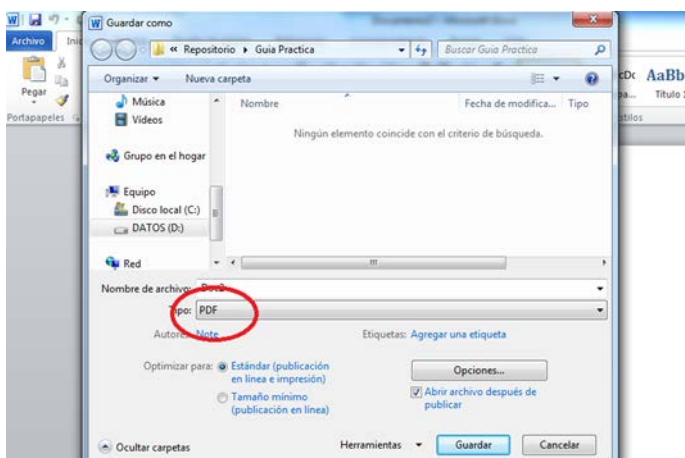 Guardar como
Archivo
« Repositorio ▸ Guia Practica
Buscar Guia Practica
Pegar
Portapapeles
Organizar
Nueva carpeta
AaBb
Título
Nombre
Fecha de modifica...
Tipo
Música
Vídeos
Ningún elemento coincide con el criterio de búsqueda.
Grupo en el hogar
Equipo
Disco local (C:)
DATOS (D:)
Red
Nombre de archivo:
Tipo: PDF
Autores: Note
Etiquetas: Agregar una etiqueta
Optimizar para: Estándar (publicación
en línea e impresión)
Tamaño mínimo
(publicación en línea)
Opciones...
Abrir archivo después de
publicar
Ocultar carpetas
Herramientas
Guardar
Cancelar